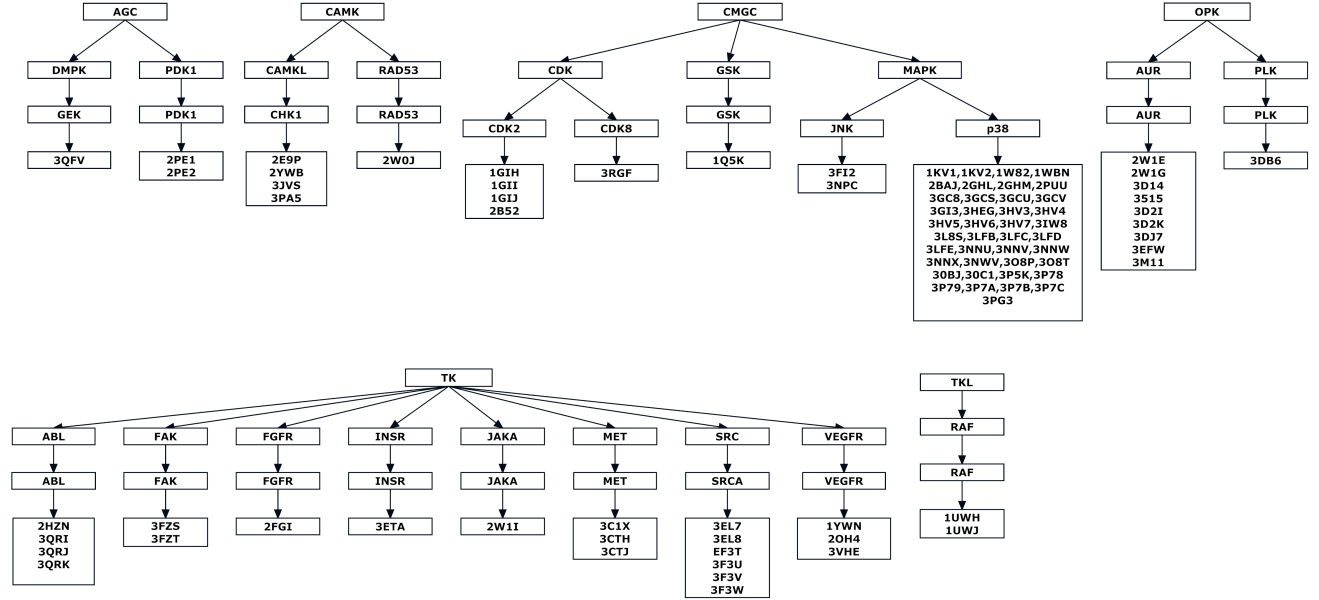 AGC
CAMK
CMGC
OPK
DMPK
PDK1
CAMKL
RAD53
CDK
GSK
MAPK
AUR
PLK
GEK
PDK1
CHK1
RAD53
CDK2
CDK8
GSK
JNK
p38
AUR
PLK
3QFV
2PE1
2PE2
2E9P
2YWB
3JVS
3PA5
2W0J
1GIH
1GII
1GIJ
2B52
3RGF
1Q5K
3FI2
3NPC
1KV1,1KV2,1W82,1WBN
2BAJ,2GHL,2GHM,2PUU
3GC8,3GCS,3GCU,3GCV
3GI3,3HEG,3HV3,3HV4
3HV5,3HV6,3HV7,3IW8
3L8S,3LFB,3LFC,3LFD
3LFE,3NNU,3NNV,3NNW
3NNX,3NWV,3O8P,3O8T
30BJ,30C1,3P5K,3P78
3P79,3P7A,3P7B,3P7C
3PG3
2W1E
2W1G
3D14
3515
3D2I
3D2K
3DJ7
3EFW
3M11
3DB6
TK
TKL
ABL
FAK
FGFR
INSR
JAKA
MET
SRC
VEGFR
RAF
ABL
FAK
FGFR
INSR
JAKA
MET
SRCA
VEGFR
RAF
2HZN
3QRI
3QRJ
3QRK
3FZS
3FZT
2FGI
3ETA
2W1I
3C1X
3CTH
3CTJ
3EL7
3EL8
EF3T
3F3U
3F3V
3F3W
1YWN
2OH4
3VHE
1UWH
1UWJ